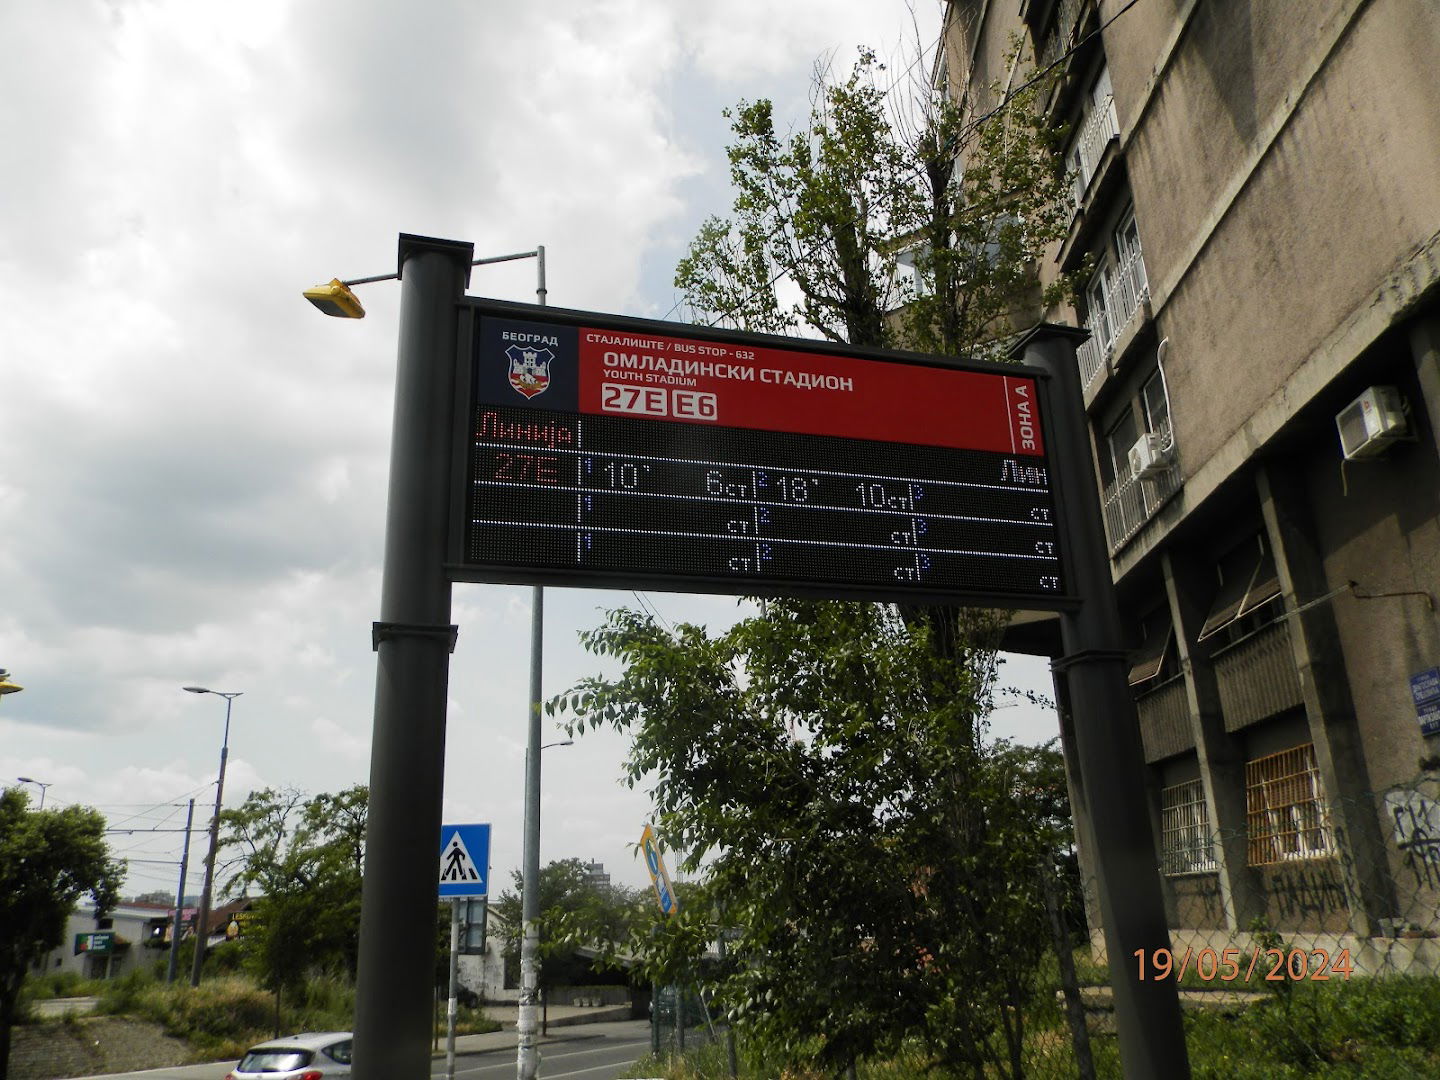 БЕОГРАД
СТАЈАЛИШТЕ / BUS STOP - 632
ОМЛАДИНСКИ СТАДИОН
YOUTH STADIUM
27E E6
ЗОНА А
Линија
Лин
27E 1 10` 6ст 2 18` 10ст 3 ст
1 ст 2 ст 3 ст
1 ст 2 ст 3 ст
19/05/2024